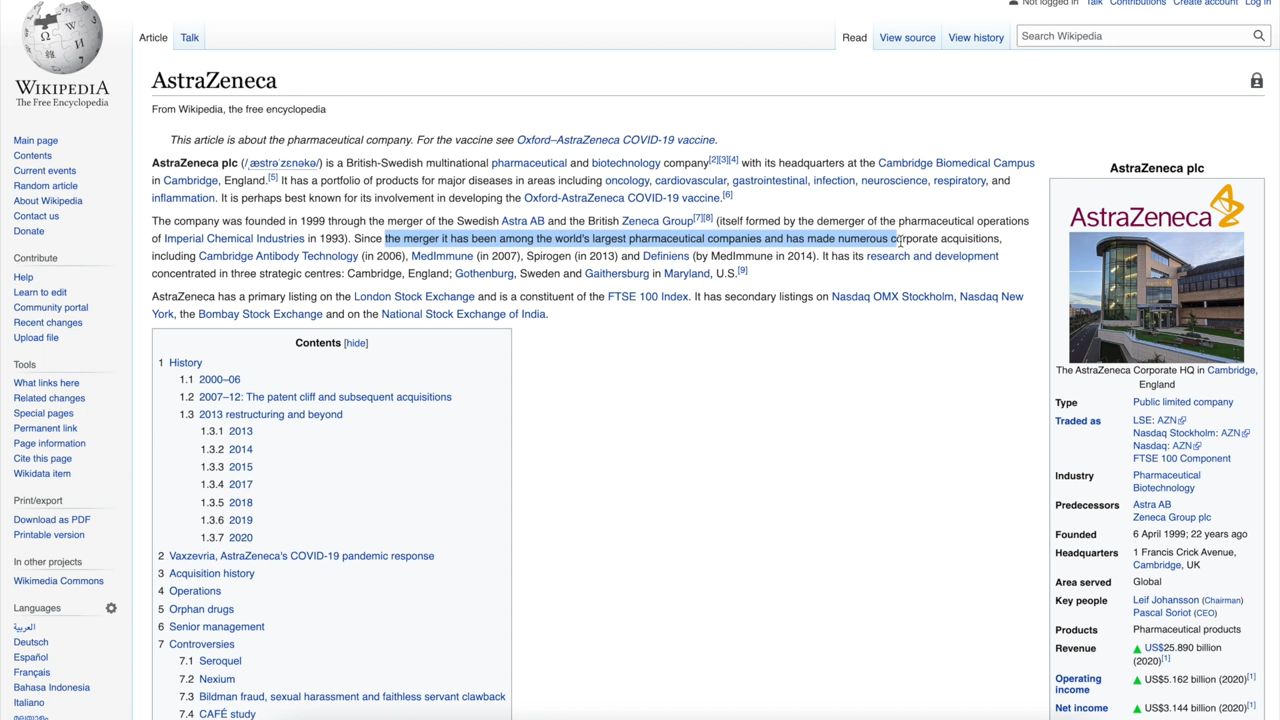 Not logged in Talk Contributions Create account Log in
Article Talk Read View source View history Search Wikipedia
WIKIPEDIA
The Free Encyclopedia
Main page
Contents
Current events
Random article
About Wikipedia
Contact us
Donate
Contribute
Help
Learn to edit
Community portal
Recent changes
Upload file
Tools
What links here
Related changes
Special pages
Permanent link
Page information
Cite this page
Wikidata item
Print/export
Download as PDF
Printable version
In other projects
Wikimedia Commons
Languages
العربية
Deutsch
Español
Français
Bahasa Indonesia
Italiano
AstraZeneca
From Wikipedia, the free encyclopedia
This article is about the pharmaceutical company. For the vaccine see Oxford–AstraZeneca COVID-19 vaccine.
AstraZeneca plc (/ˌæstrəˈzɛnəkə/) is a British-Swedish multinational pharmaceutical and biotechnology company[2][3][4] with its headquarters at the Cambridge Biomedical Campus
in Cambridge, England.[5] It has a portfolio of products for major diseases in areas including oncology, cardiovascular, gastrointestinal, infection, neuroscience, respiratory, and
inflammation. It is perhaps best known for its involvement in developing the Oxford-AstraZeneca COVID-19 vaccine.[6]
The company was founded in 1999 through the merger of the Swedish Astra AB and the British Zeneca Group[7][8] (itself formed by the demerger of the pharmaceutical operations
of Imperial Chemical Industries in 1993). Since the merger it has been among the world's largest pharmaceutical companies and has made numerous corporate acquisitions,
including Cambridge Antibody Technology (in 2006), MedImmune (in 2007), Spirogen (in 2013) and Definiens (by MedImmune in 2014). It has its research and development
concentrated in three strategic centres: Cambridge, England; Gothenburg, Sweden and Gaithersburg in Maryland, U.S.[9]
AstraZeneca has a primary listing on the London Stock Exchange and is a constituent of the FTSE 100 Index. It has secondary listings on Nasdaq OMX Stockholm, Nasdaq New
York, the Bombay Stock Exchange and on the National Stock Exchange of India.
Contents [hide]
1 History
1.1 2000–06
1.2 2007–12: The patent cliff and subsequent acquisitions
1.3 2013 restructuring and beyond
1.3.1 2013
1.3.2 2014
1.3.3 2015
1.3.4 2017
1.3.5 2018
1.3.6 2019
1.3.7 2020
2 Vaxzevria, AstraZeneca's COVID-19 pandemic response
3 Acquisition history
4 Operations
5 Orphan drugs
6 Senior management
7 Controversies
7.1 Seroquel
7.2 Nexium
7.3 Bildman fraud, sexual harassment and faithless servant clawback
7.4 CAFÉ study
AstraZeneca plc
AstraZeneca
The AstraZeneca Corporate HQ in Cambridge,
England
Type Public limited company
Traded as LSE: AZN
Nasdaq Stockholm: AZN
Nasdaq: AZN
FTSE 100 Component
Industry Pharmaceutical
Biotechnology
Predecessors Astra AB
Zeneca Group plc
Founded 6 April 1999; 22 years ago
Headquarters 1 Francis Crick Avenue,
Cambridge, UK
Area served Global
Key people Leif Johansson (Chairman)
Pascal Soriot (CEO)
Products Pharmaceutical products
Revenue ▲ US$25.890 billion
(2020)[1]
Operating income ▲ US$5.162 billion (2020)[1]
Net income ▲ US$3.144 billion (2020)[1]